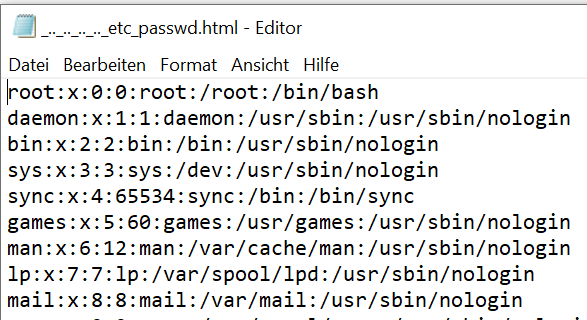 _.._.._.._.._etc_passwd.html - Editor
Datei Bearbeiten Format Ansicht Hilfe
root:x:0:0:root:/root:/bin/bash
daemon:x:1:1:daemon:/usr/sbin:/usr/sbin/nologin
bin:x:2:2:bin:/bin:/usr/sbin/nologin
sys:x:3:3:sys:/dev:/usr/sbin/nologin
sync:x:4:65534:sync:/bin:/bin/sync
games:x:5:60:games:/usr/games:/usr/sbin/nologin
man:x:6:12:man:/var/cache/man:/usr/sbin/nologin
lp:x:7:7:lp:/var/spool/lpd:/usr/sbin/nologin
mail:x:8:8:mail:/var/mail:/usr/sbin/nologin